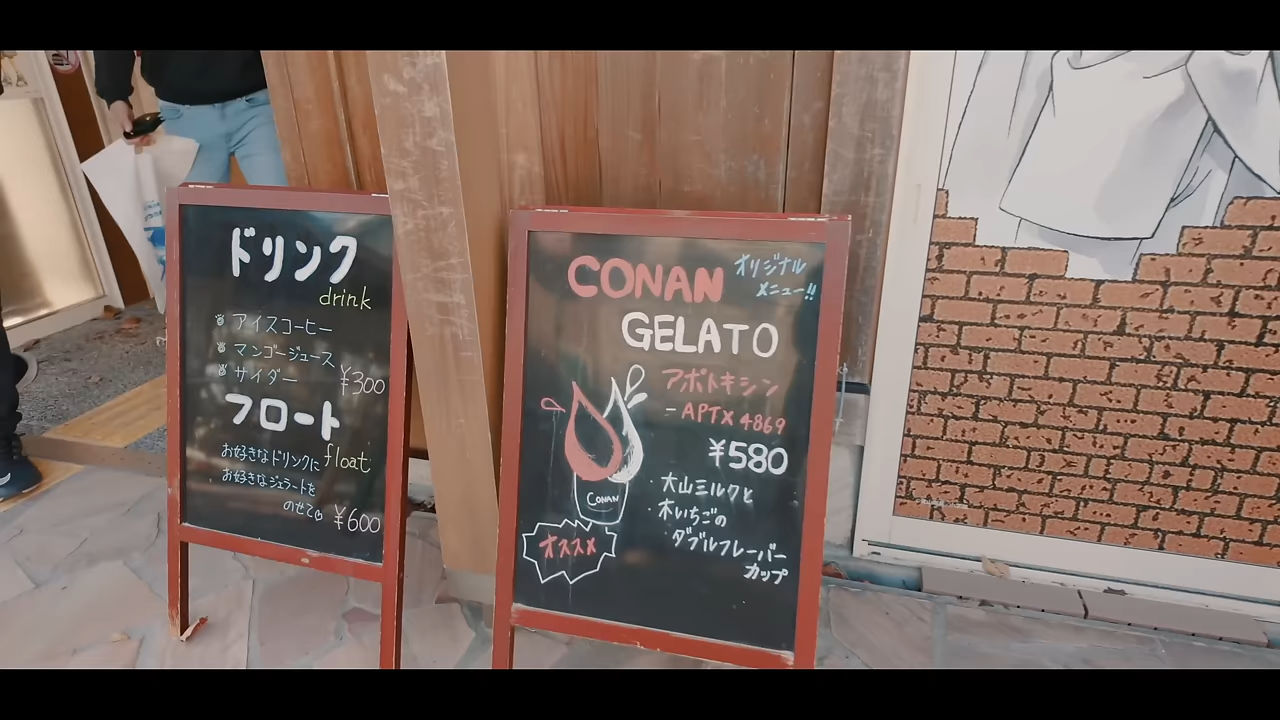 ドリンク
drink
アイスコーヒー
マンゴージュース
サイダー ¥300
フロート
float
お好きなドリンクに
お好きなジェラートを
のせて
¥600
CONAN
オリジナル
メニュー!!
GELATO
アポトキシン
-APTX 4869
¥580
大山ミルクと
木いちごの
ダブルフレーバー
カップ
CONAN
オススメ